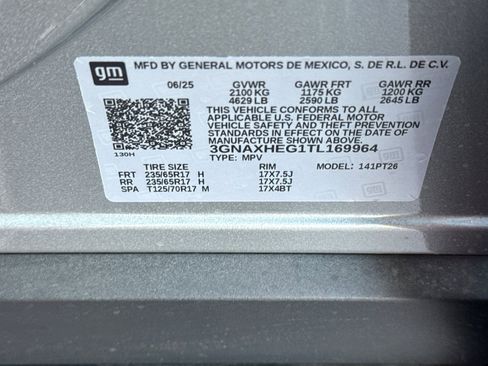 gm
MFD BY GENERAL MOTORS DE MEXICO, S. DE R.L. DE C.V.
06/25 GVWR GAWR FRT GAWR RR
2100 KG 1175 KG 1200 KG
4629 LB 2590 LB 2645 LB
THIS VEHICLE CONFORMS TO ALL
APPLICABLE U.S. FEDERAL MOTOR
VEHICLE SAFETY AND THEFT
PREVENTION STANDARDS IN
EFFECT ON THE DATE OF
MANUFACTURE SHOWN ABOVE.
130H 3GNAXHEG1TL169964
TYPE: MPV MODEL: 141PT26
TIRE SIZE RIM
FRT 235/65R17 H 17X7.5J
RR 235/65R17 H 17X7.5J
SPA T125/70R17 M 17X4BT